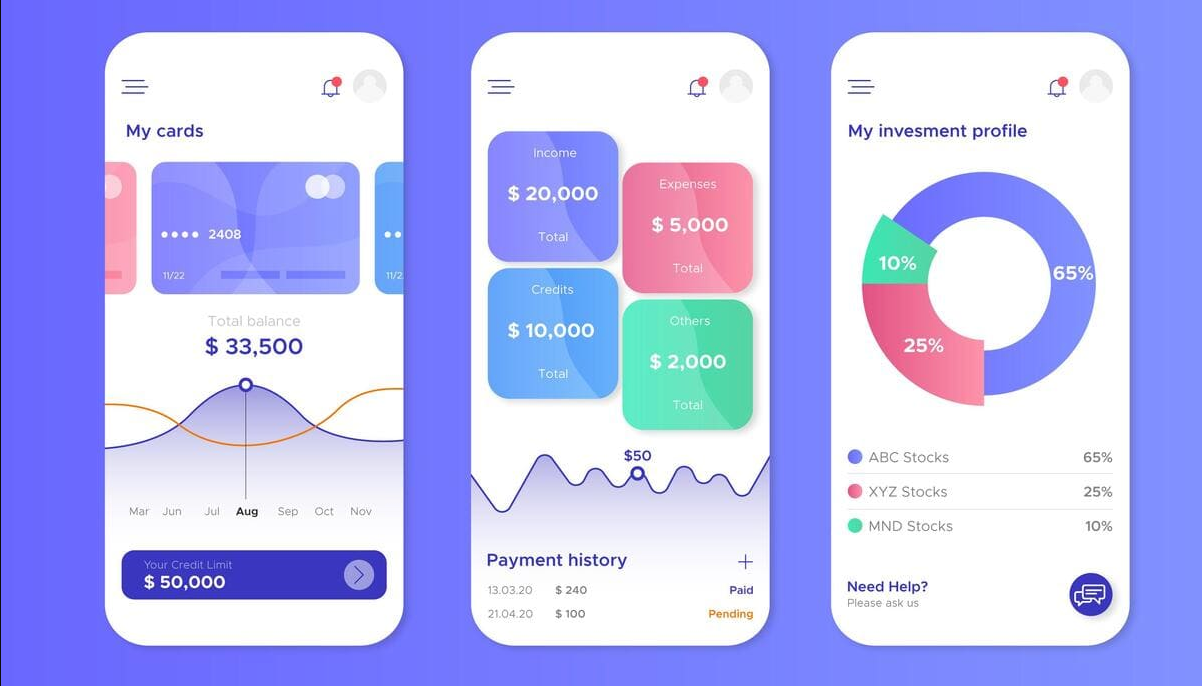 My cards
●●●● 2408
11/22
●●
11/2
Total balance
$ 33,500
Mar Jun Jul Aug Sep Oct Nov
Your Credit Limit
$ 50,000
Income
$ 20,000
Total
Expenses
$ 5,000
Total
Credits
$ 10,000
Total
Others
$ 2,000
Total
$50
Payment history
13.03.20 $ 240 Paid
21.04.20 $ 100 Pending
My invesment profile
65%
10%
25%
ABC Stocks 65%
XYZ Stocks 25%
MND Stocks 10%
Need Help?
Please ask us